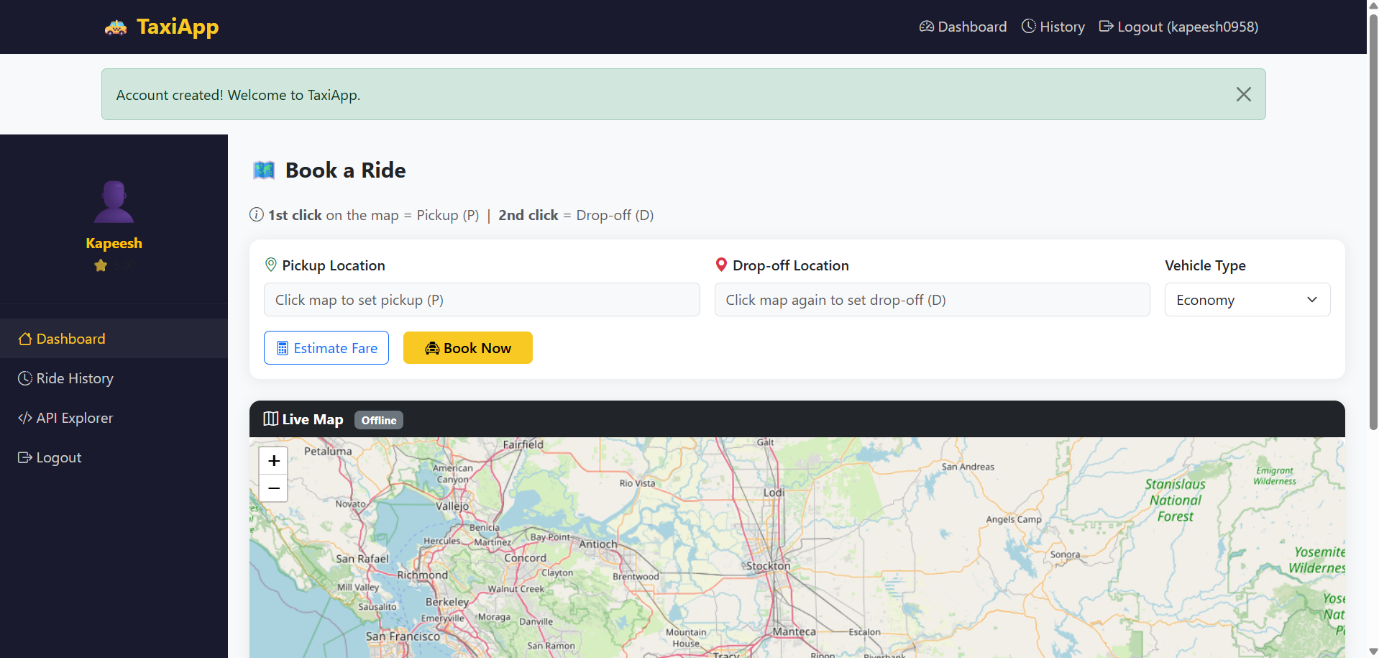 TaxiApp
Dashboard
History
Logout (kapeesh0958)
Account created! Welcome to TaxiApp.
Kapeesh
Dashboard
Ride History
API Explorer
Logout
Book a Ride
1st click on the map = Pickup (P) | 2nd click = Drop-off (D)
Pickup Location
Drop-off Location
Vehicle Type
Click map to set pickup (P)
Click map again to set drop-off (D)
Economy
Estimate Fare
Book Now
Live Map
Offline
+
−
Petaluma
Fairfield
Galt
American
Canyon
Rio Vista
San Andreas
Emigrant
Wilderness
Stanislaus
National
Forest
Lodi
Novato
Vallejo
Angels Camp
Benicia
Hercules
Martinez
Bay Point
Antioch
San Rafael
Concord
Stockton
Sonora
Yosemite
Wilderness
Richmond
Clayton
Brentwood
Mill Valley
Walnut Creek
Sausalito
Berkeley
Emeryville
Moraga
Danville
San Francisco
San Ramon
Mountain
House
Manteca
Escalon
Tracy
Ripon
Riverbank